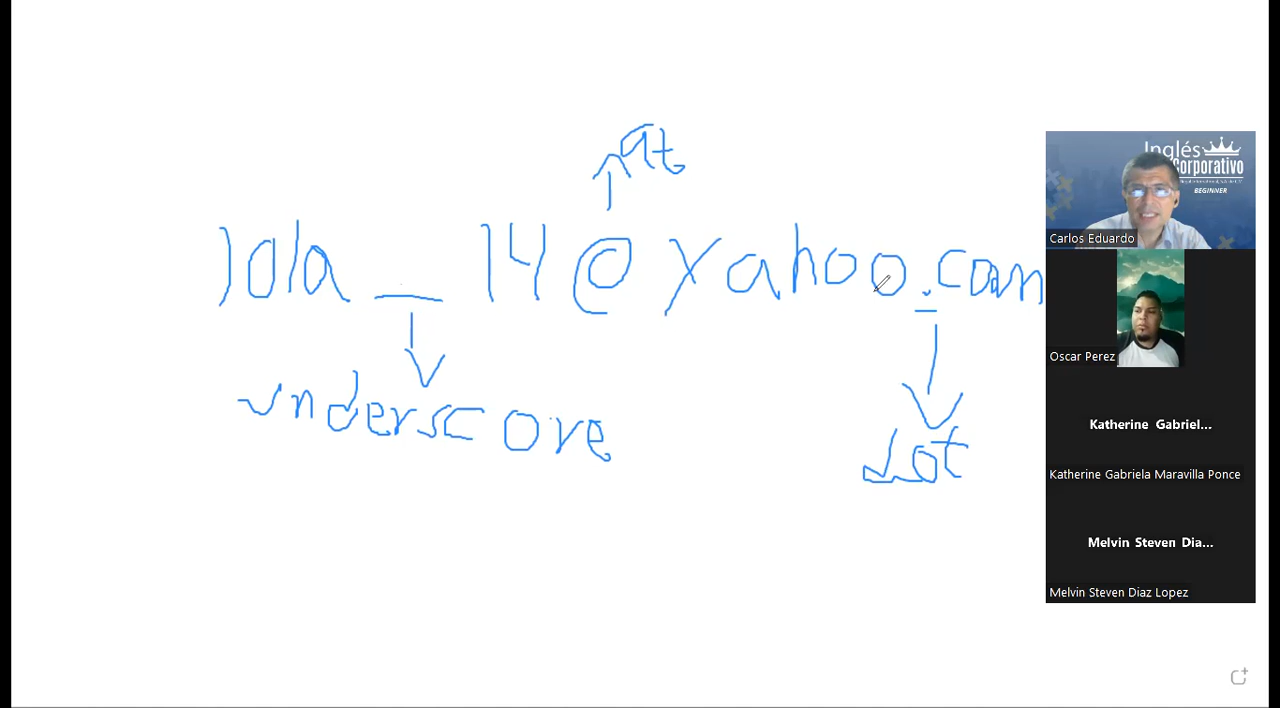 at
lola_14@yahoo.com
underscore
dot
Inglés
Corporativo
BEGINNER
Carlos Eduardo
Oscar Perez
Katherine Gabriel...
Katherine Gabriela Maravilla Ponce
Melvin Steven Dia...
Melvin Steven Diaz Lopez